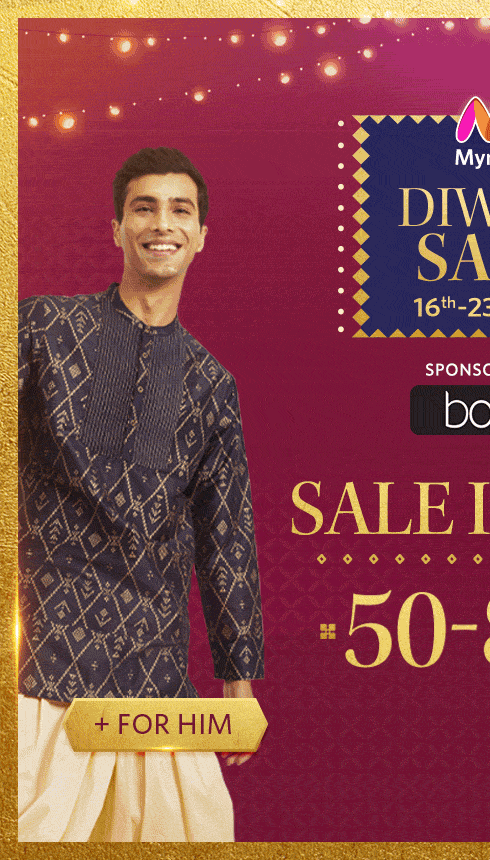 Myn
DIW
SA
16th-23
SPONSO
bo
SALE I
50-8
+ FOR HIM